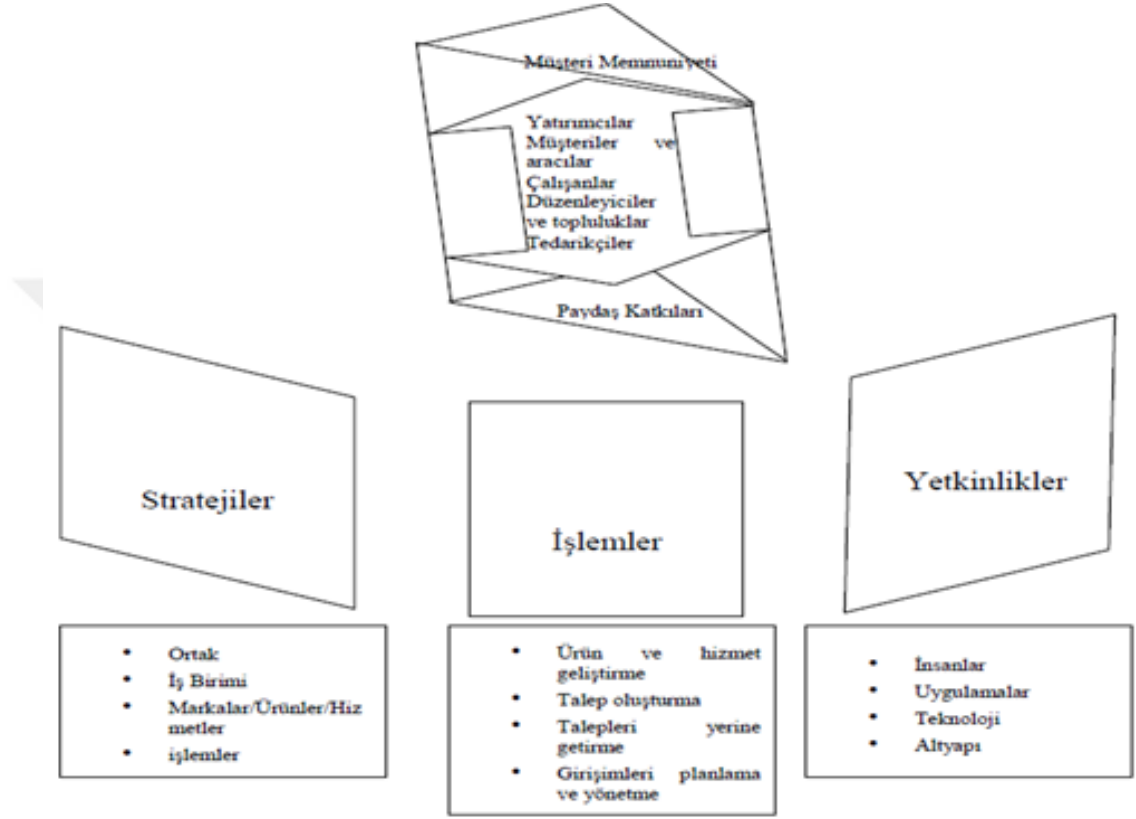 Müşteri Memnuniyeti
Yatırımcılar
Müşteriler ve
aracılar
Çalışanlar
Düzenleyiciler
ve topluluklar
Tedarikçiler
Paydaş Katkıları
Stratejiler
İşlemler
Yetkinlikler
• Ortak
• İş Birimi
• Markalar/Ürünler/Hiz
metler
• işlemler
• Ürün ve hizmet
geliştirme
• Talep oluşturma
• Talepleri yerine
getirme
• Girişimleri planlama
ve yönetme
• İnsanlar
• Uygulamalar
• Teknoloji
• Altyapı